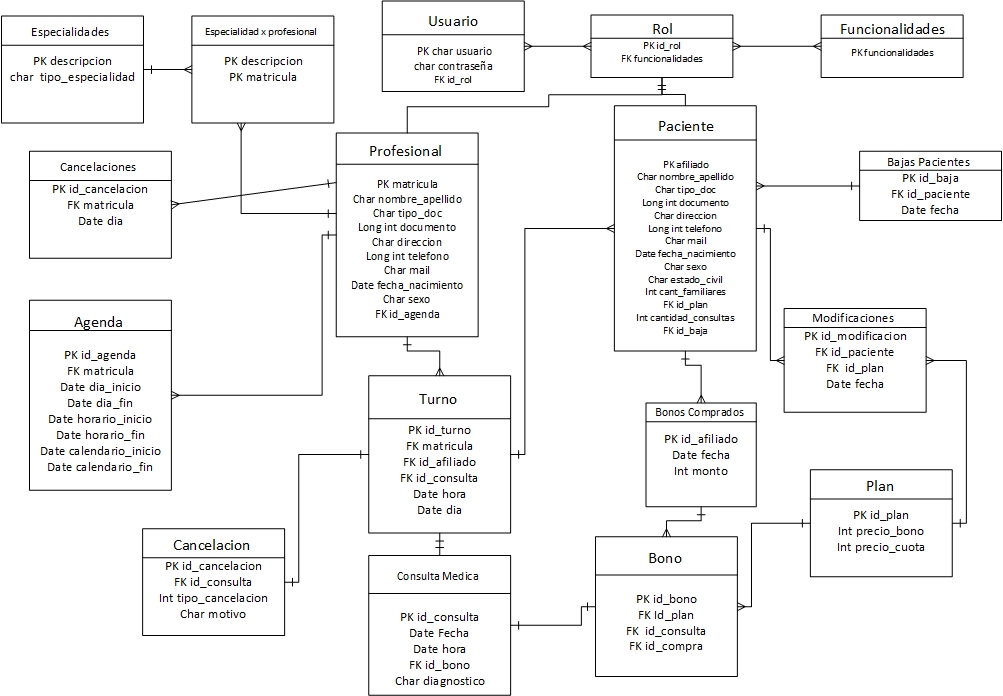 Especialidades
PK descripcion
char  tipo_especialidad
Especialidad x profesional
PK descripcion
PK matricula
Usuario
PK char usuario
char contraseña
FK id_rol
Rol
PK id_rol
FK funcionalidades
Funcionalidades
PK funcionalidades
Cancelaciones
PK id_cancelacion
FK matricula
Date dia
Profesional
PK matricula
Char nombre_apellido
Char tipo_doc
Long int documento
Char direccion
Long int telefono
Char mail
Date fecha_nacimiento
Char sexo
FK id_agenda
Paciente
PK afiliado
Char nombre_apellido
Char tipo_doc
Long int documento
Char direccion
Long int telefono
Char mail
Date fecha_nacimiento
Char sexo
Char estado_civil
Int cant_familiares
FK id_plan
Int cantidad_consultas
FK id_baja
Bajas Pacientes
PK id_baja
FK id_paciente
Date fecha
Agenda
PK id_agenda
FK matricula
Date dia_inicio
Date dia_fin
Date horario_inicio
Date horario_fin
Date calendario_inicio
Date calendario_fin
Turno
PK id_turno
FK matricula
FK id_afiliado
FK id_consulta
Date hora
Date dia
Modificaciones
PK id_modificacion
FK id_paciente
FK  id_plan
Date fecha
Bonos Comprados
PK id_afiliado
Date fecha
Int monto
Plan
PK id_plan
Int precio_bono
Int precio_cuota
Cancelacion
PK id_cancelacion
FK id_consulta
Int tipo_cancelacion
Char motivo
Consulta Medica
PK id_consulta
Date Fecha
Date hora
FK id_bono
Char diagnostico
Bono
PK id_bono
FK Id_plan
FK  id_consulta
FK id_compra